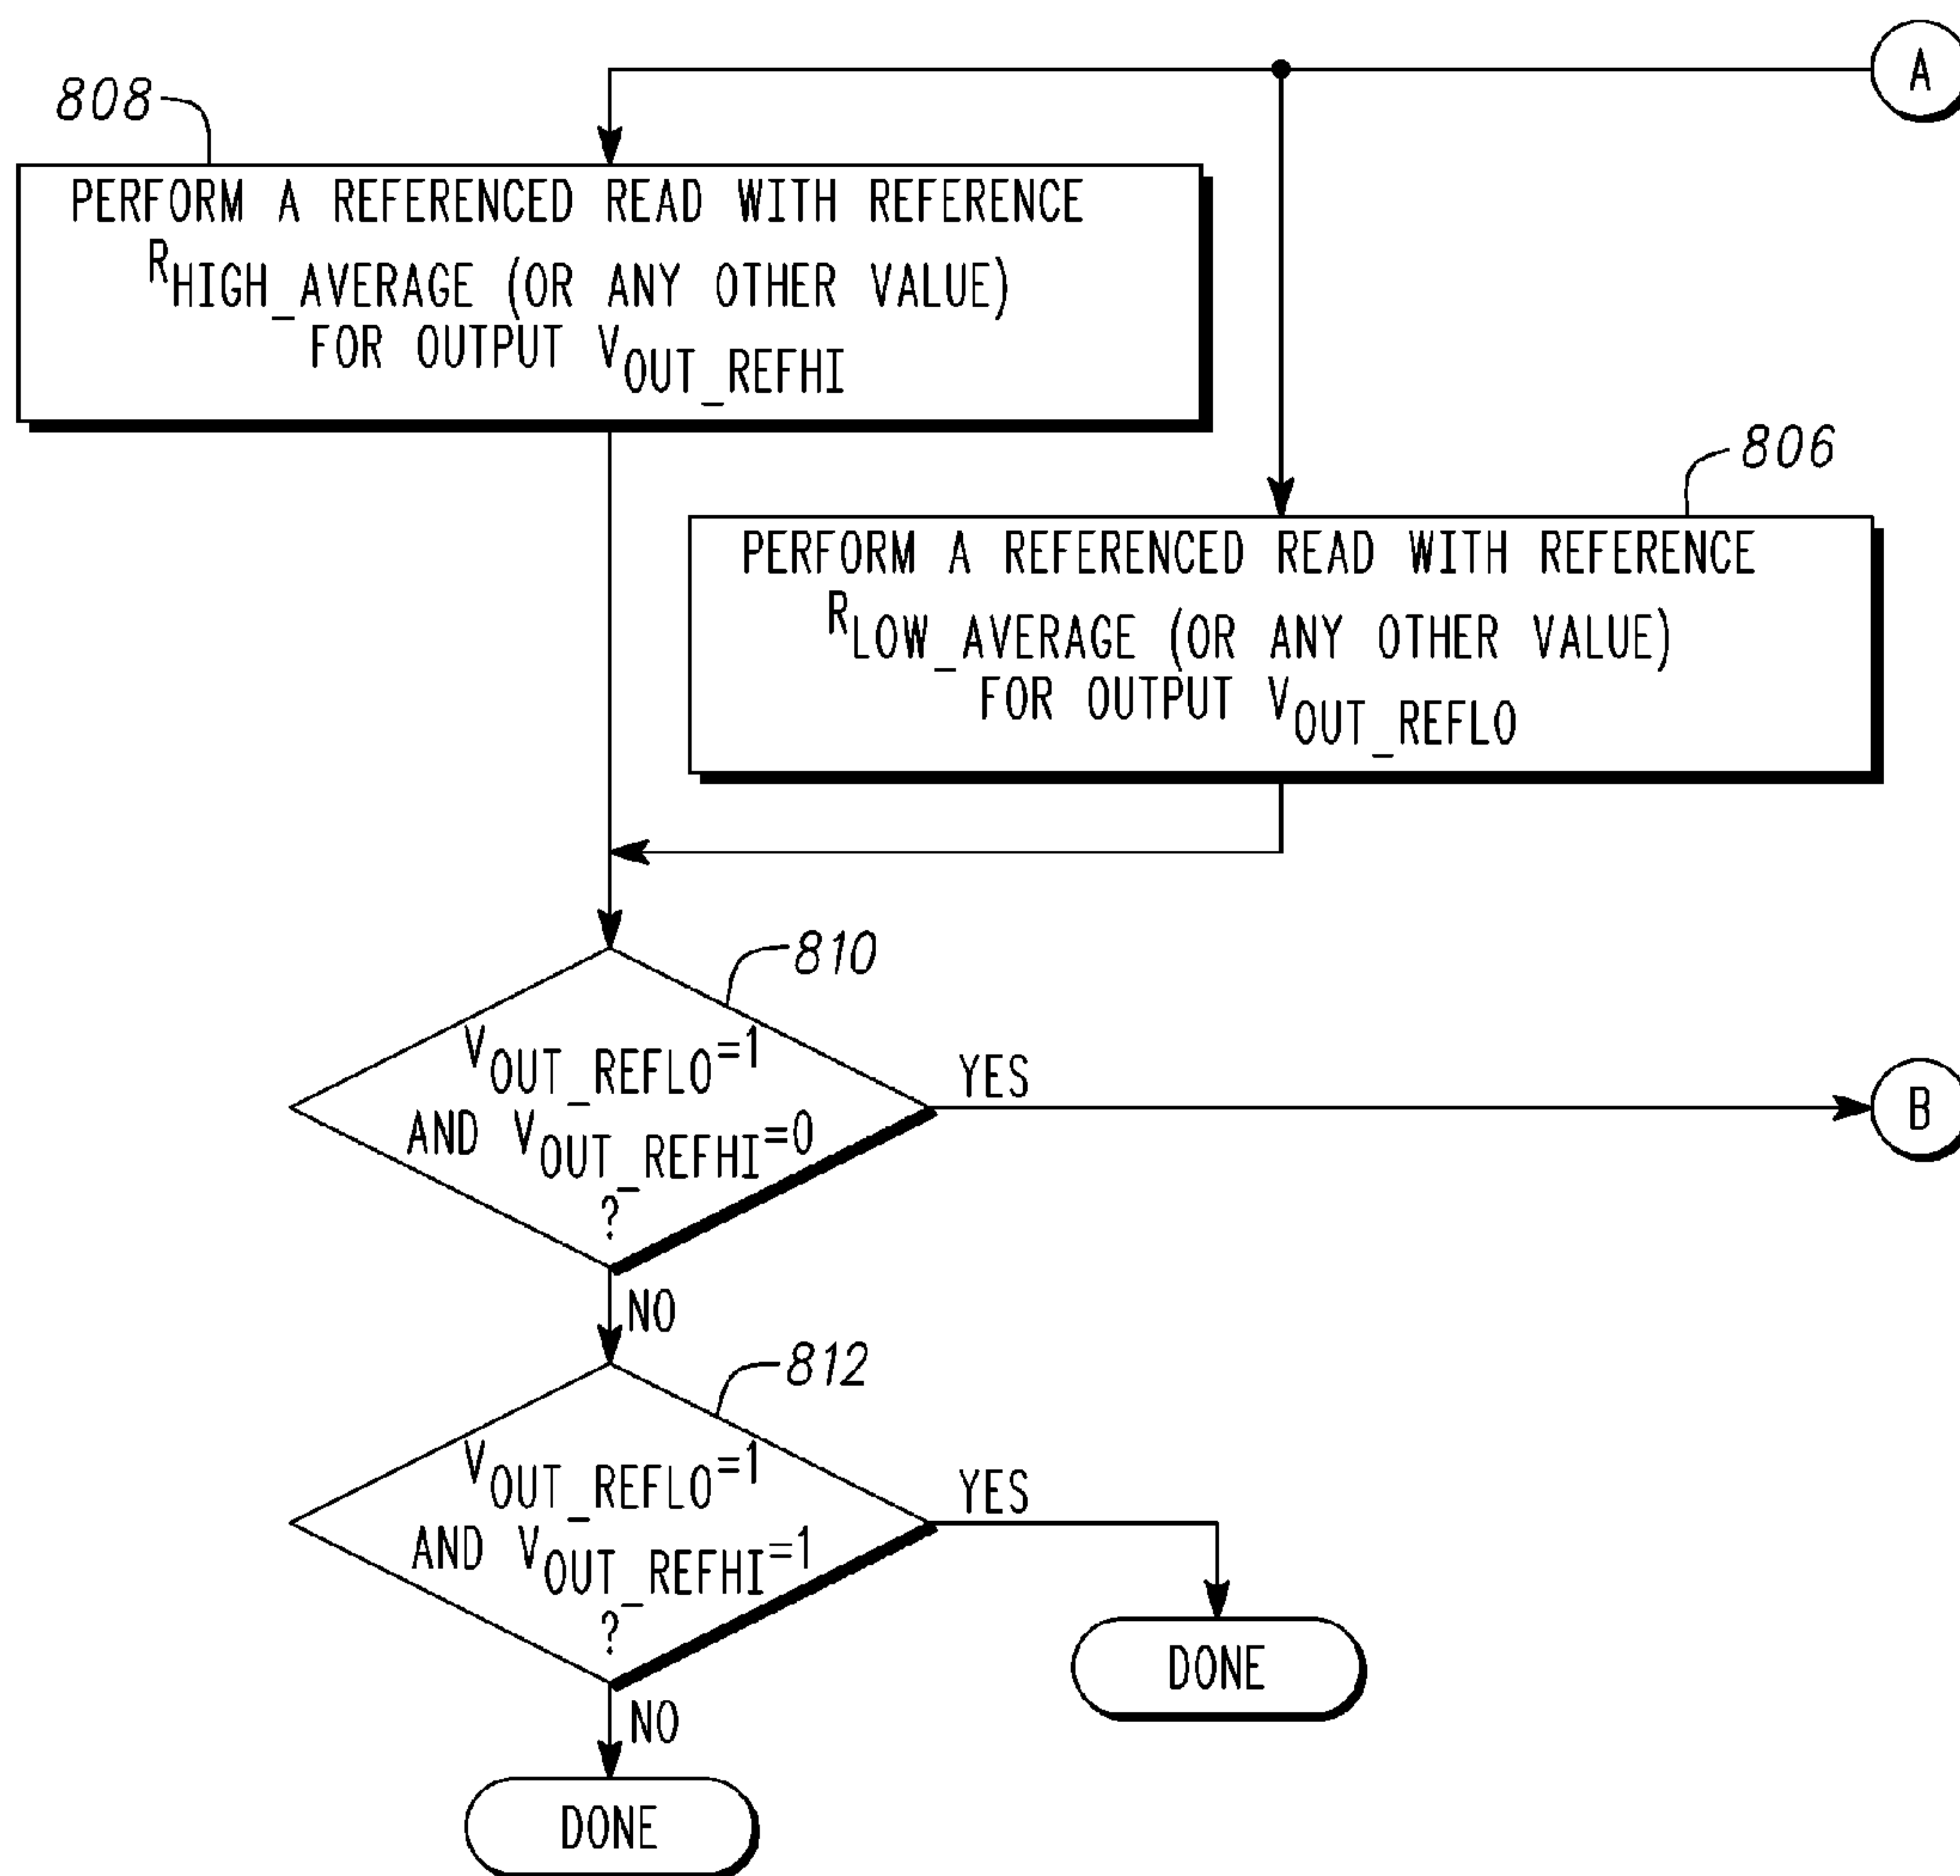 A
808
PERFORM A REFERENCED READ WITH REFERENCE
RHIGH_AVERAGE (OR ANY OTHER VALUE)
FOR OUTPUT VOUT_REFHI
806
PERFORM A REFERENCED READ WITH REFERENCE
RLOW_AVERAGE (OR ANY OTHER VALUE)
FOR OUTPUT VOUT_REFLO
810
VOUT_REFLO=1
AND VOUT_REFHI=0
?
YES
B
NO
812
VOUT_REFLO=1
AND VOUT_REFHI=1
?
YES
DONE
NO
DONE